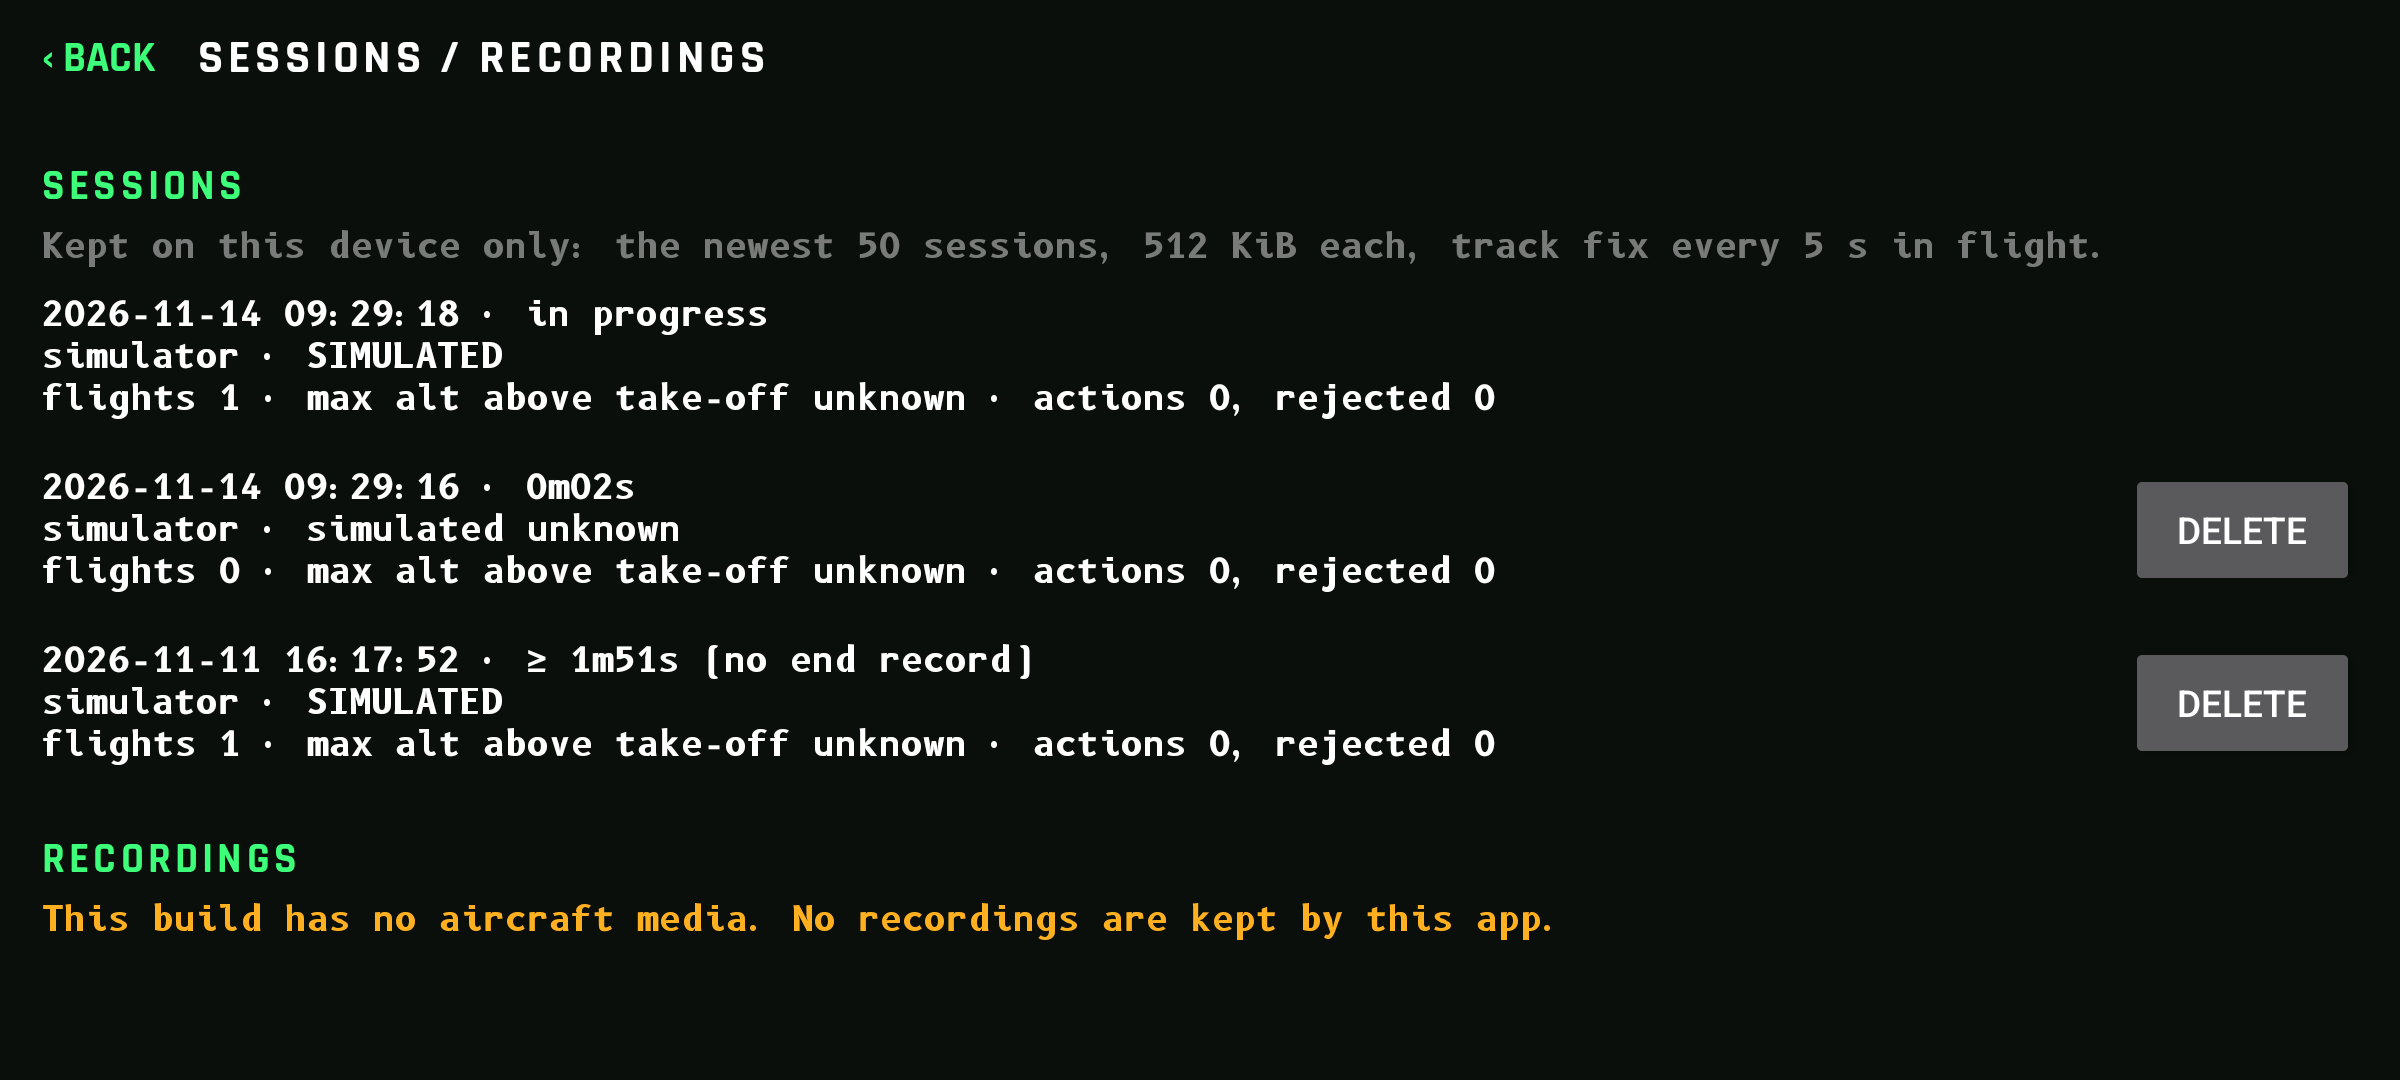 ‹ BACK SESSIONS / RECORDINGS
SESSIONS
Kept on this device only: the newest 50 sessions, 512 KiB each, track fix every 5 s in flight.
2026-11-14 09:29:18 · in progress
simulator · SIMULATED
flights 1 · max alt above take-off unknown · actions 0, rejected 0
2026-11-14 09:29:16 · 0m02s
simulator · simulated unknown
flights 0 · max alt above take-off unknown · actions 0, rejected 0
DELETE
2026-11-11 16:17:52 · ≥ 1m51s (no end record)
simulator · SIMULATED
flights 1 · max alt above take-off unknown · actions 0, rejected 0
DELETE
RECORDINGS
This build has no aircraft media. No recordings are kept by this app.